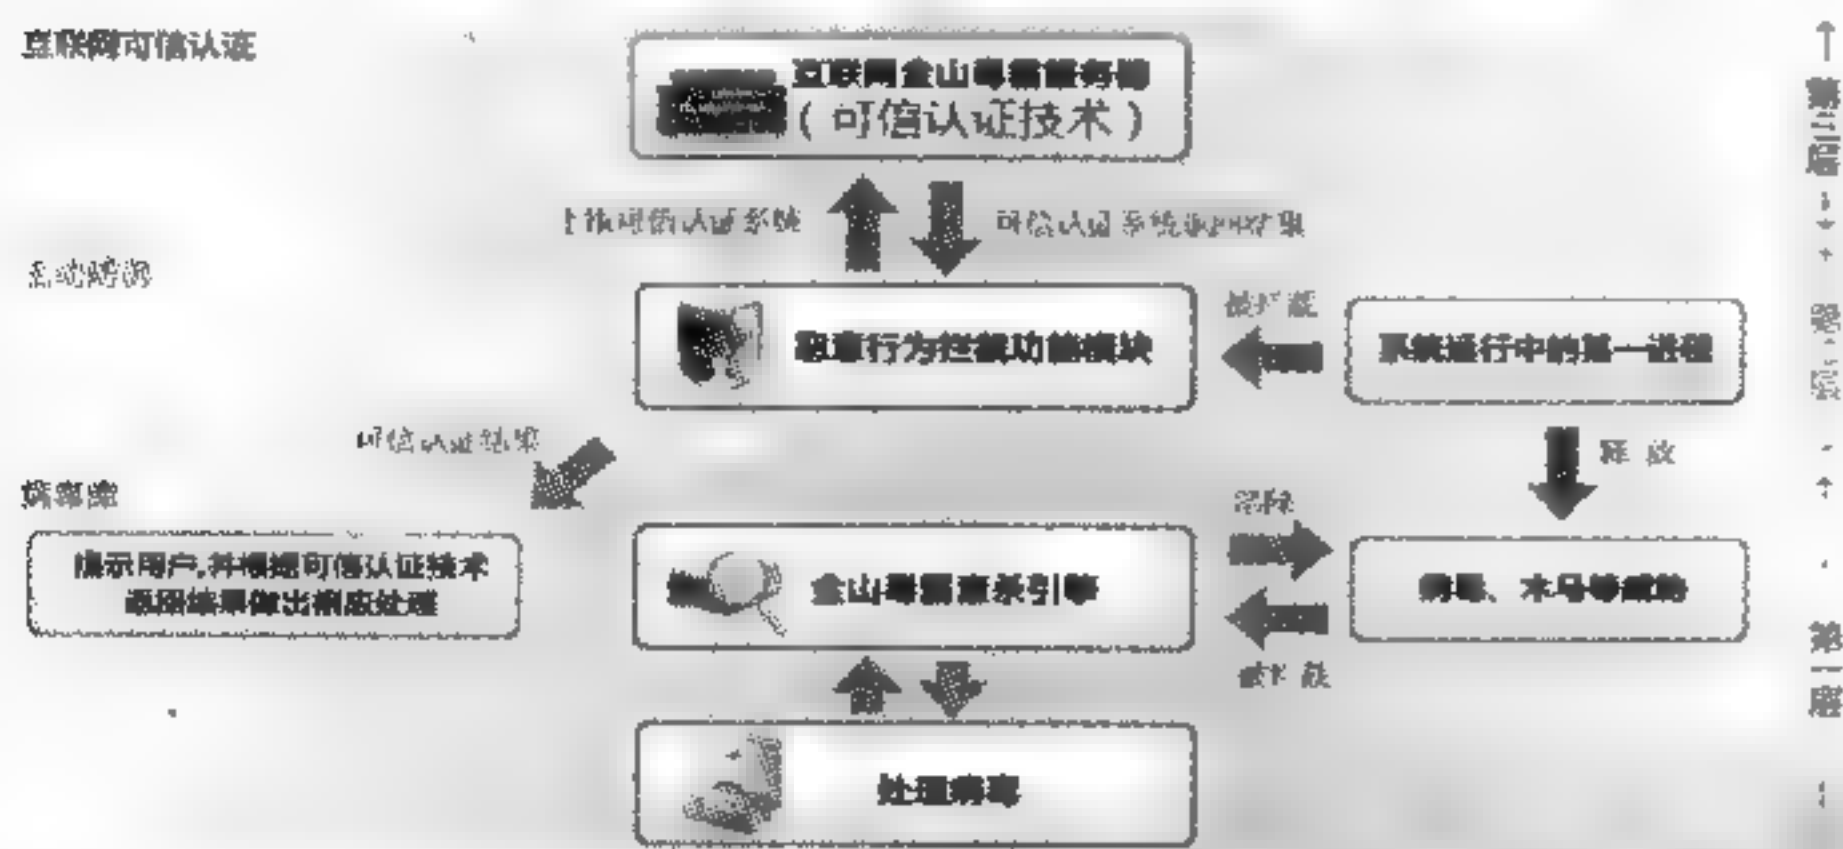 互联网可信认证
互联网金山毒霸服务器
（可信认证技术）
上报可信认证系统
可信认证系统返回结果
主动防御
被拦截
恶意行为拦截功能模块
系统运行中的某一进程
可信认证结果
释 放
病毒库
清除
提示用户,并根据可信认证技术
返回结果做出相应处理
金山毒霸查杀引擎
病毒、木马等威胁
被拦截
处理病毒
第三层
第一层